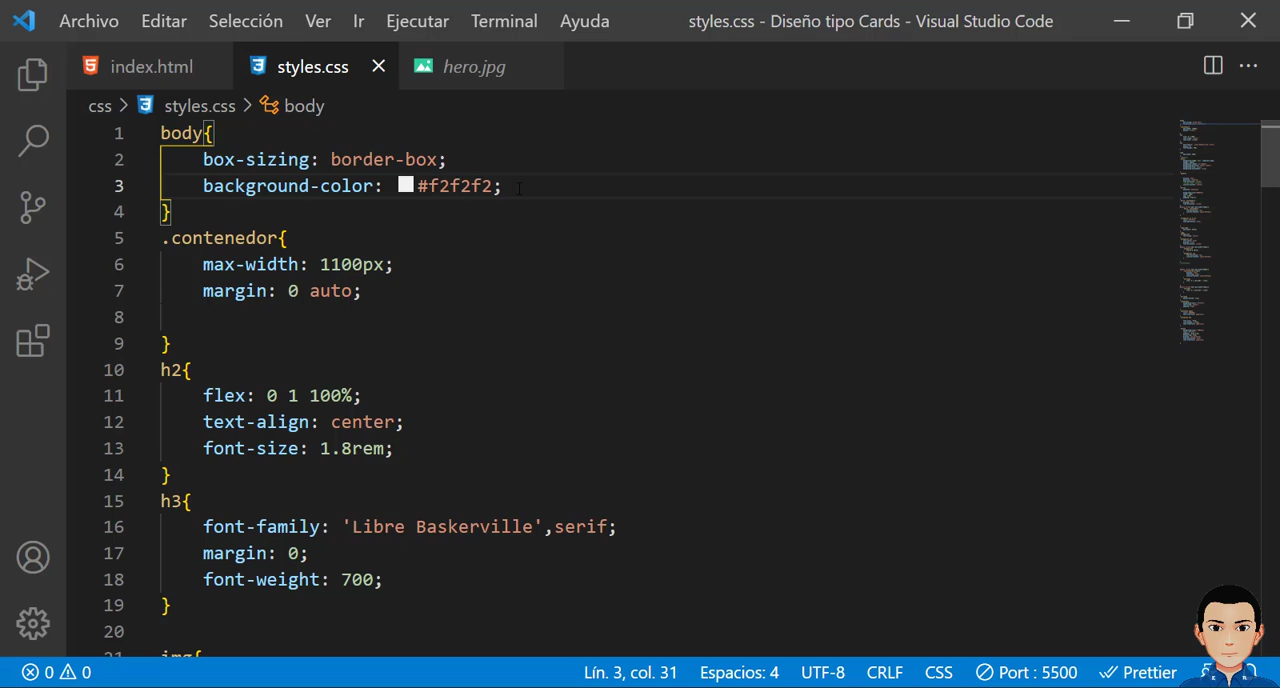 Archivo Editar Selección Ver Ir Ejecutar Terminal Ayuda styles.css - Diseño tipo Cards - Visual Studio Code
index.html styles.css hero.jpg
css > styles.css > body
1 body{
2 box-sizing: border-box;
3 background-color: #f2f2f2;
4 }
5 .contenedor{
6 max-width: 1100px;
7 margin: 0 auto;
8
9 }
10 h2{
11 flex: 0 1 100%;
12 text-align: center;
13 font-size: 1.8rem;
14 }
15 h3{
16 font-family: 'Libre Baskerville',serif;
17 margin: 0;
18 font-weight: 700;
19 }
20
21 img{
0 0 Lín. 3, col. 31 Espacios: 4 UTF-8 CRLF CSS Port : 5500 Prettier